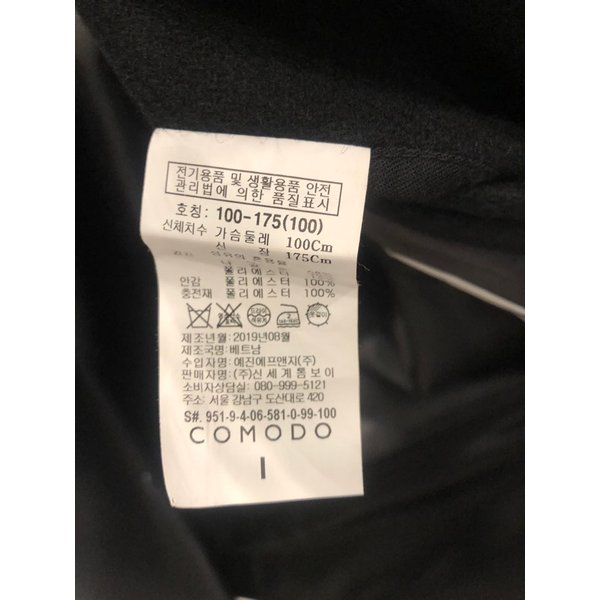 전기용품 및 생활용품 안전
관리법에 의한 품질표시
호칭: 100-175(100)
신체치수 가슴둘레 100Cm
신 장 175Cm
폴리에스터
안감 폴리에스터 100%
충전재 폴리에스터 100%
제조년월: 2019년08월
제조국명: 베트남
수입자명: 예진에프앤지(주)
판매자명: (주)신세계톰보이
소비자상담실: 080-999-5121
주소: 서울 강남구 도산대로 420
S#. 951-9-4-06-581-0-99-100
COMODO
I